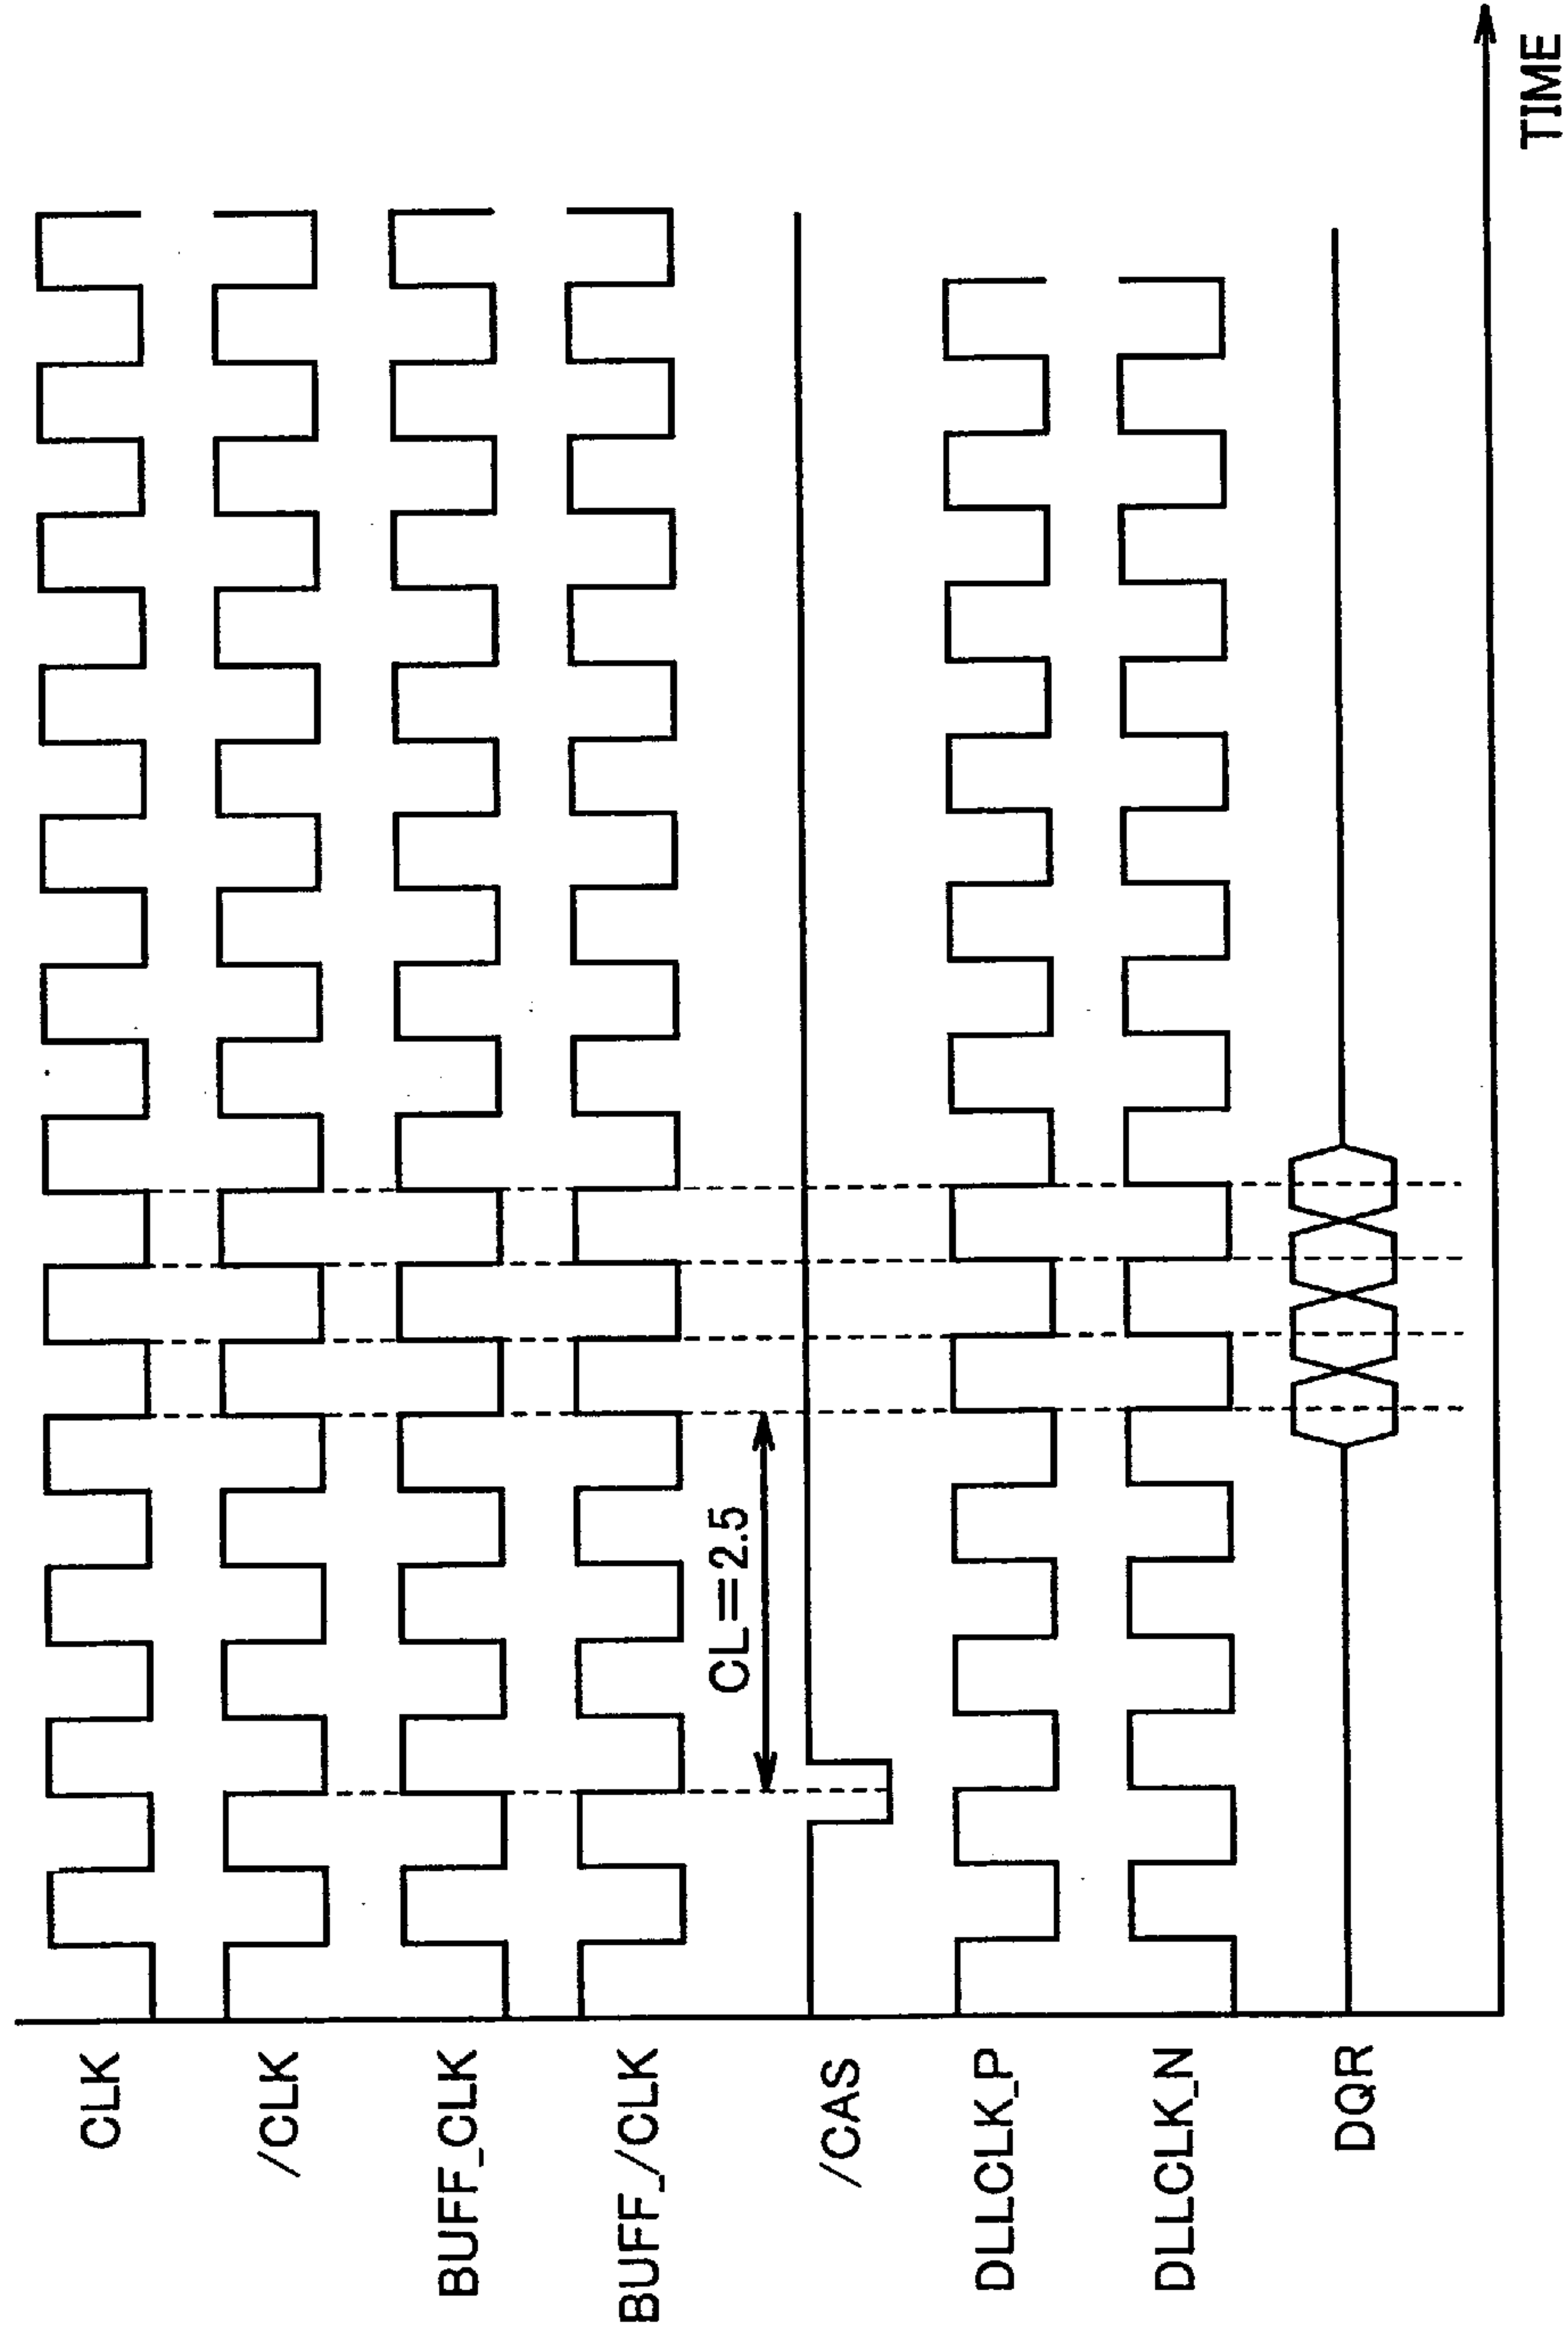 CLK
/CLK
BUFF_CLK
BUFF_/CLK
CL=2.5
/CAS
DLLCLK_P
DLLCLK_N
DQR
TIME